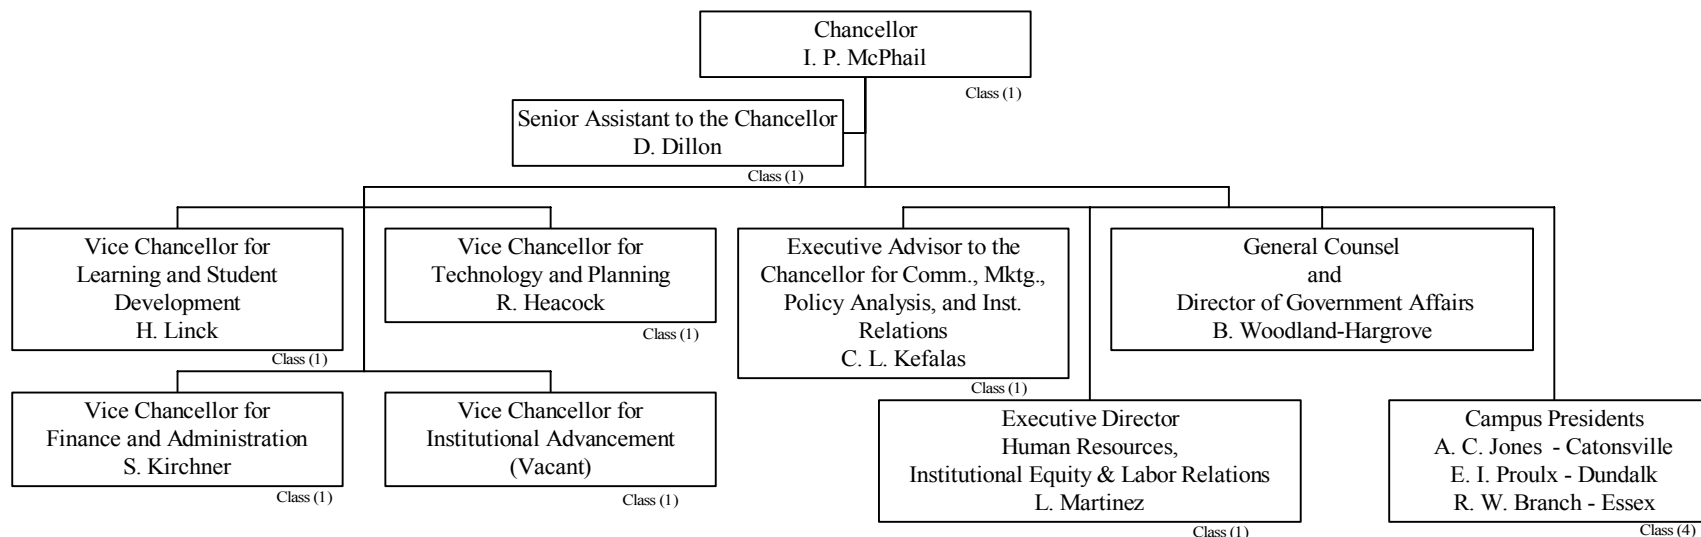 Chancellor
I. P. McPhail
Class (1)
Senior Assistant to the Chancellor
D. Dillon
Class (1)
Vice Chancellor for
Learning and Student
Development
H. Linck
Class (1)
Vice Chancellor for
Technology and Planning
R. Heacock
Class (1)
Executive Advisor to the
Chancellor for Comm., Mktg.,
Policy Analysis, and Inst.
Relations
C. L. Kefalas
Class (1)
General Counsel
and
Director of Government Affairs
B. Woodland-Hargrove
Vice Chancellor for
Finance and Administration
S. Kirchner
Class (1)
Vice Chancellor for
Institutional Advancement
(Vacant)
Class (1)
Executive Director
Human Resources,
Institutional Equity & Labor Relations
L. Martinez
Class (1)
Campus Presidents
A. C. Jones - Catonsville
E. I. Proulx - Dundalk
R. W. Branch - Essex
Class (4)